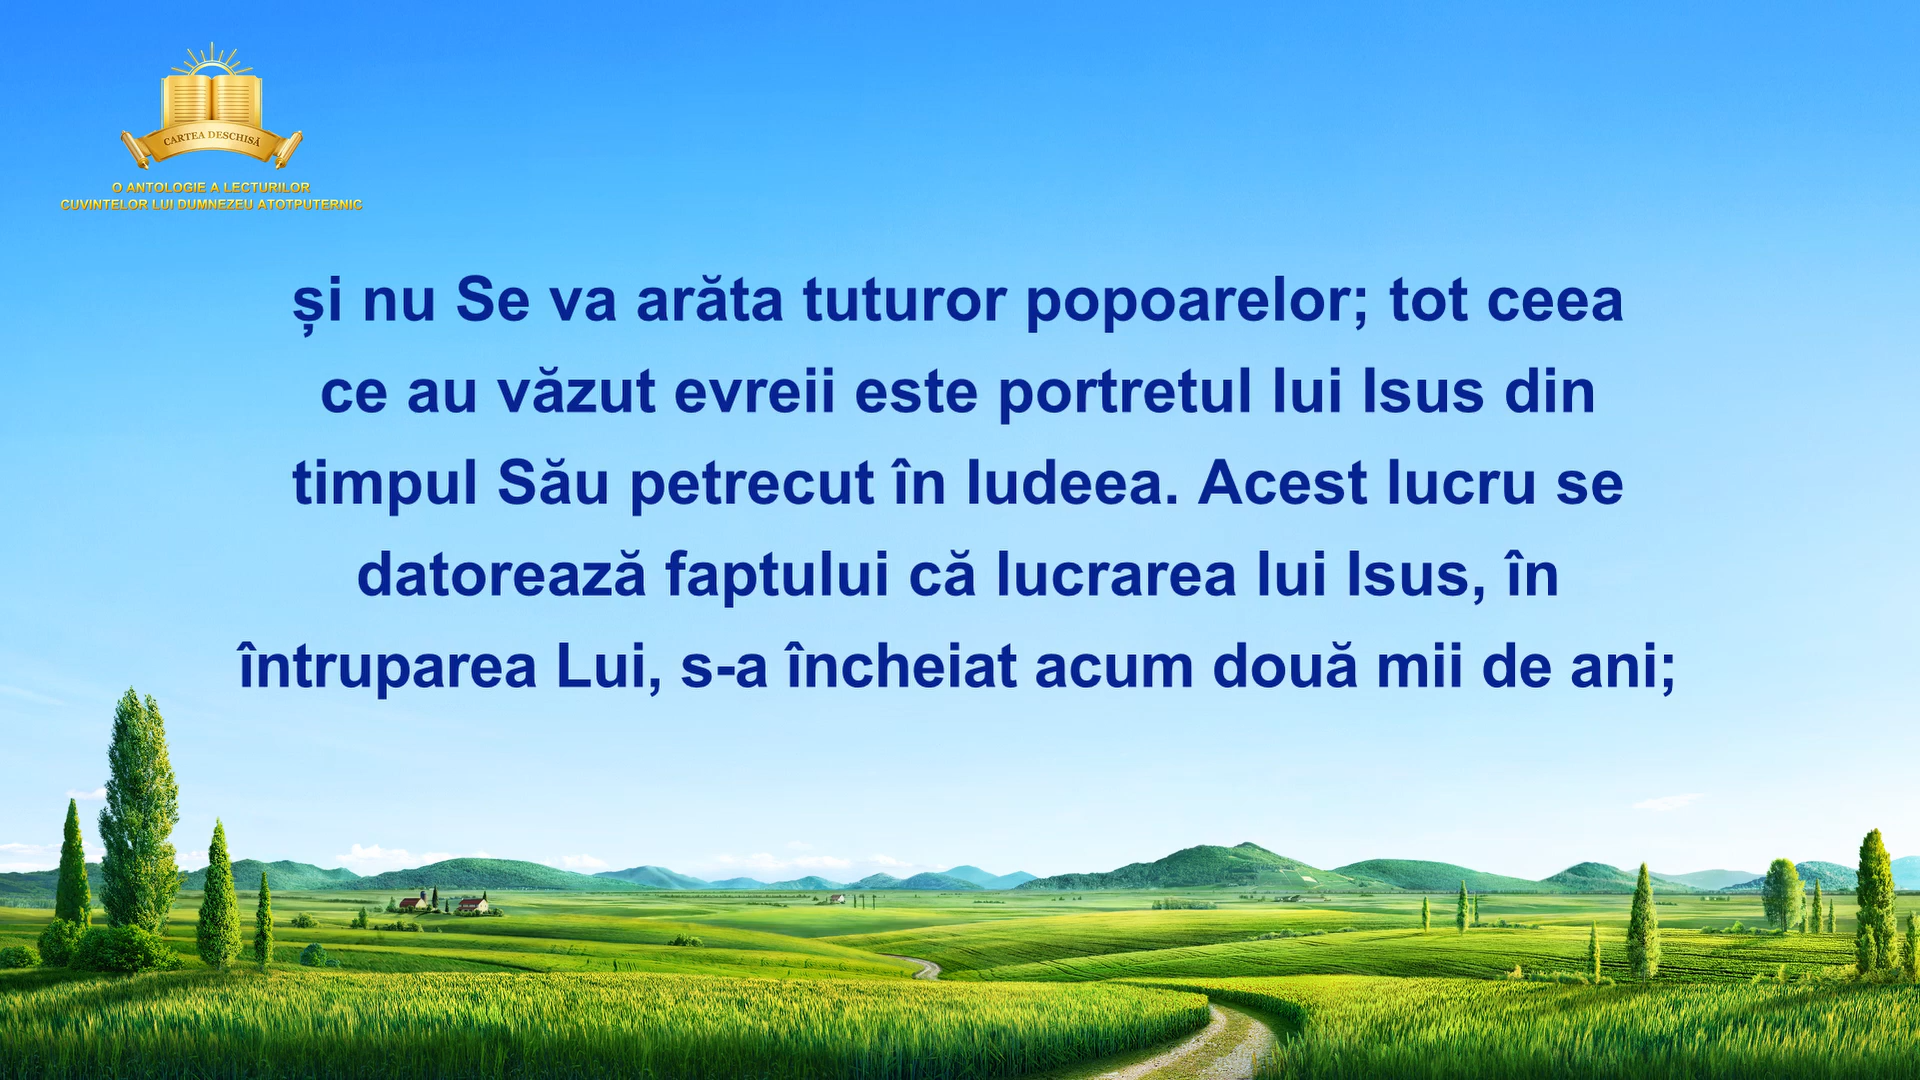 CARTEA DESCHISĂ
O ANTOLOGIE A LECTURILOR
CUVINTELOR LUI DUMNEZEU ATOTPUTERNIC
și nu Se va arăta tuturor popoarelor; tot ceea
ce au văzut evreii este portretul lui Isus din
timpul Său petrecut în Iudeea. Acest lucru se
datorează faptului că lucrarea lui Isus, în
întruparea Lui, s-a încheiat acum două mii de ani;